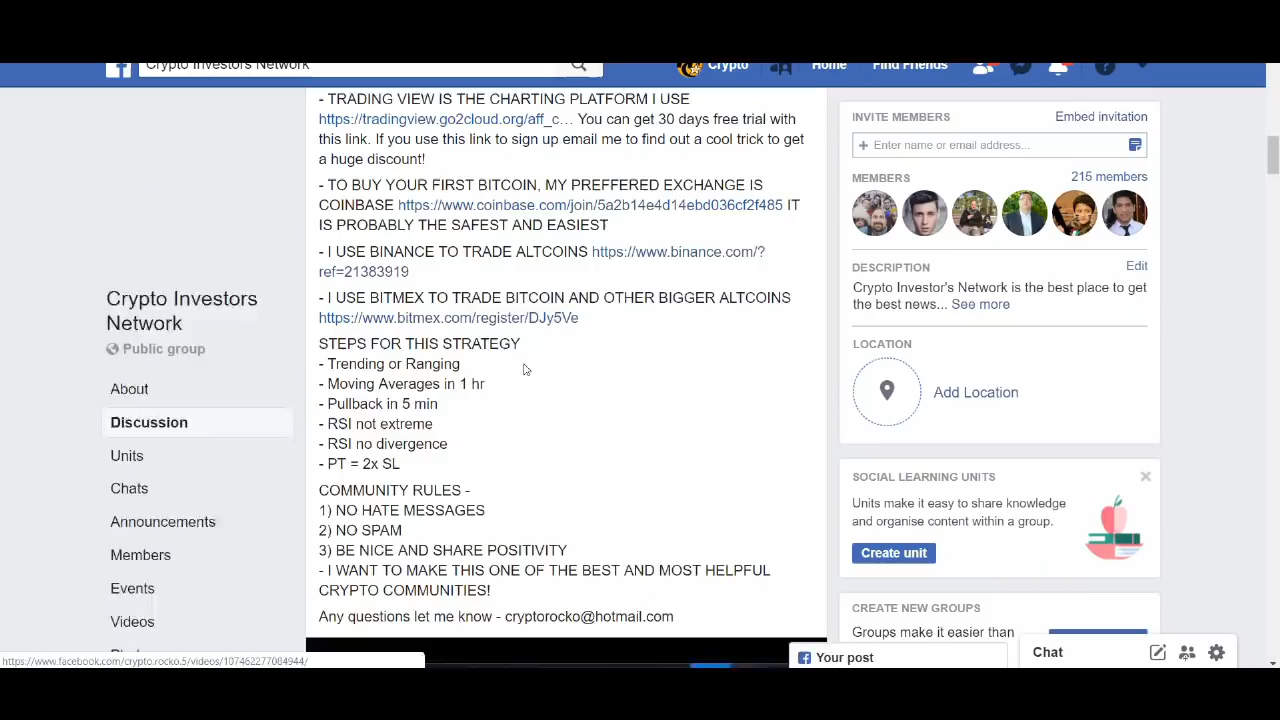 Crypto Investors Network
Crypto
Home
Find Friends
- TRADING VIEW IS THE CHARTING PLATFORM I USE
https://tradingview.go2cloud.org/aff_c… You can get 30 days free trial with
this link. If you use this link to sign up email me to find out a cool trick to get
a huge discount!
- TO BUY YOUR FIRST BITCOIN, MY PREFFERED EXCHANGE IS
COINBASE https://www.coinbase.com/join/5a2b14e4d14ebd036cf2f485 IT
IS PROBABLY THE SAFEST AND EASIEST
- I USE BINANCE TO TRADE ALTCOINS https://www.binance.com/?
ref=21383919
- I USE BITMEX TO TRADE BITCOIN AND OTHER BIGGER ALTCOINS
https://www.bitmex.com/register/DJy5Ve
STEPS FOR THIS STRATEGY
- Trending or Ranging
- Moving Averages in 1 hr
- Pullback in 5 min
- RSI not extreme
- RSI no divergence
- PT = 2x SL
COMMUNITY RULES -
1) NO HATE MESSAGES
2) NO SPAM
3) BE NICE AND SHARE POSITIVITY
- I WANT TO MAKE THIS ONE OF THE BEST AND MOST HELPFUL
CRYPTO COMMUNITIES!
Any questions let me know - cryptorocko@hotmail.com
Crypto Investors
Network
Public group
About
Discussion
Units
Chats
Announcements
Members
Events
Videos
https://www.facebook.com/crypto.rocko.5/videos/107462277084944/
INVITE MEMBERS
Embed invitation
+ Enter name or email address...
MEMBERS
215 members
DESCRIPTION
Edit
Crypto Investor's Network is the best place to get
the best news... See more
LOCATION
Add Location
SOCIAL LEARNING UNITS
Units make it easy to share knowledge
and organise content within a group.
Create unit
CREATE NEW GROUPS
Groups make it easier than
Your post
Chat